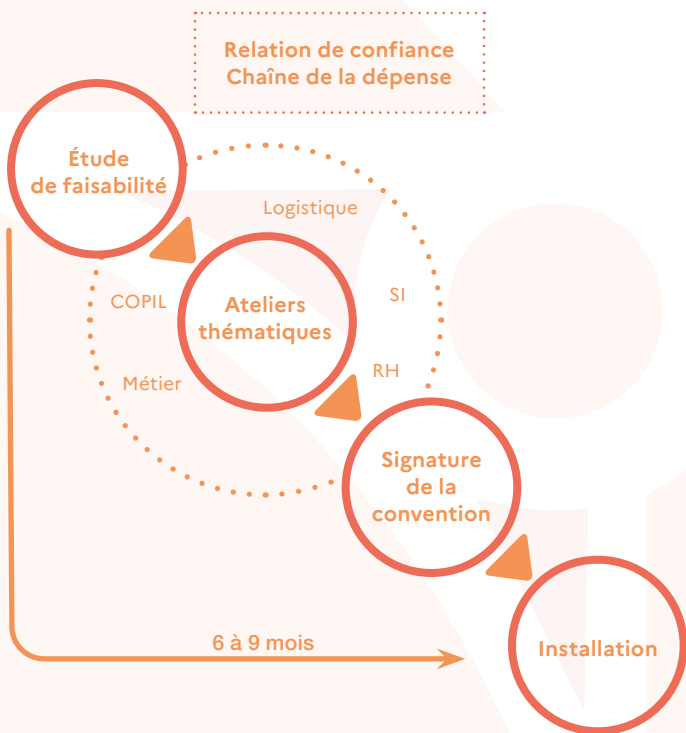 Relation de confiance
Chaîne de la dépense
Étude
de faisabilité
Logistique
COPIL
Ateliers
thématiques
SI
Métier
RH
Signature
de la
convention
6 à 9 mois
Installation